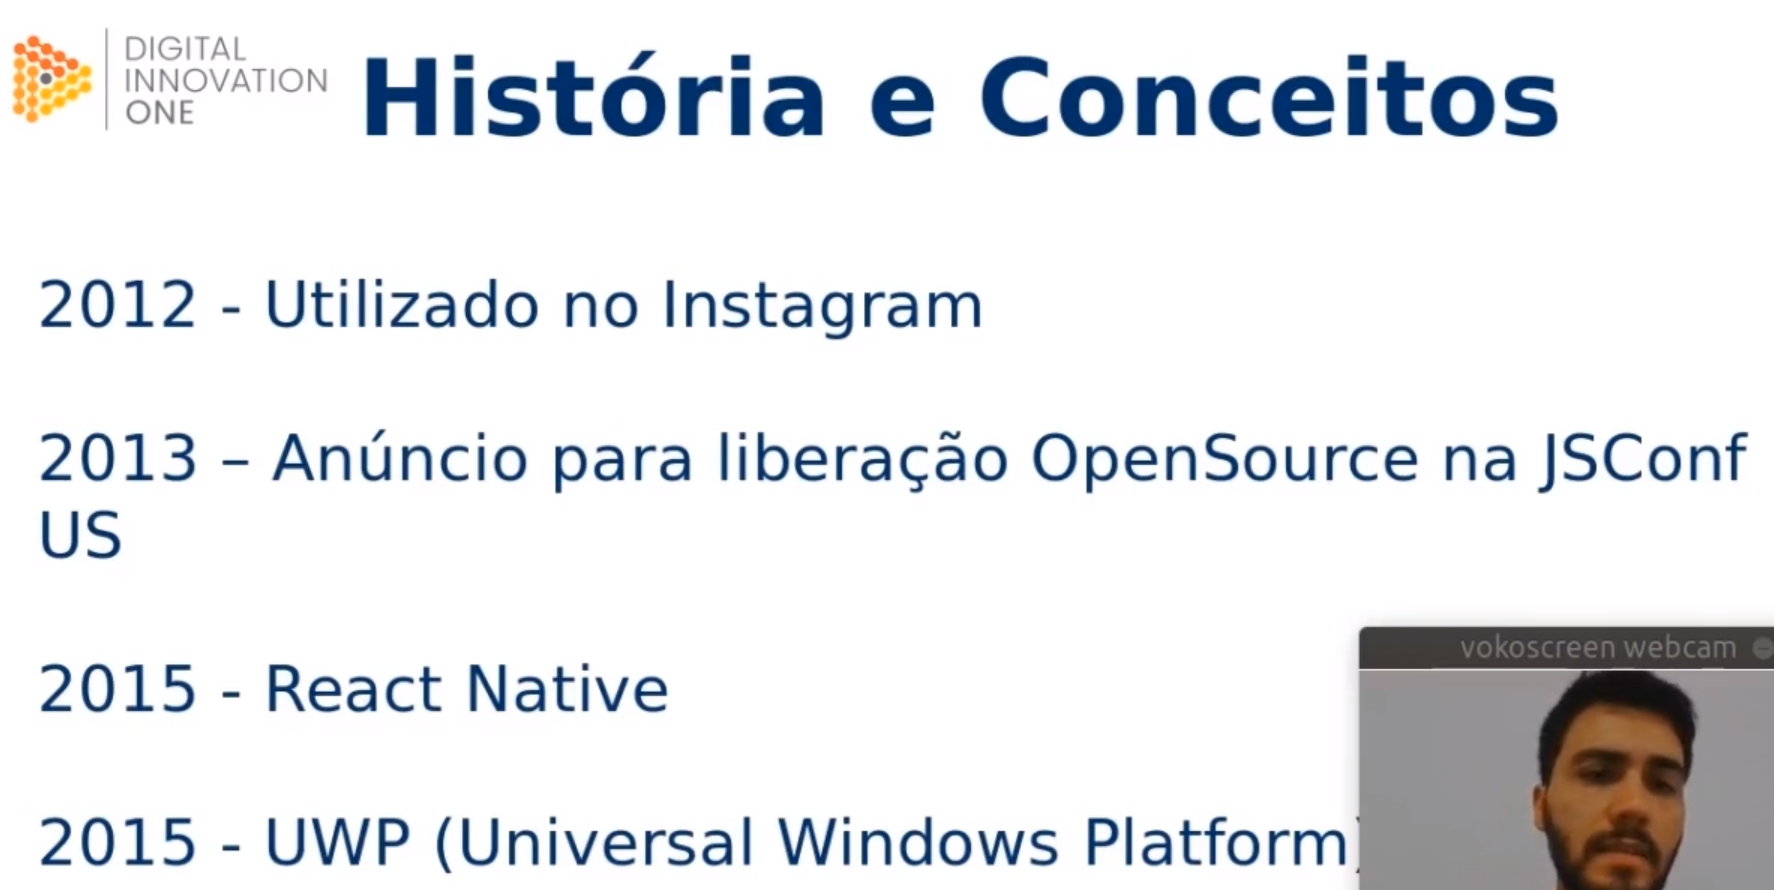 DIGITAL
INNOVATION
ONE
História e Conceitos
2012 - Utilizado no Instagram
2013 – Anúncio para liberação OpenSource na JSConf
US
2015 - React Native
2015 - UWP (Universal Windows Platform)
vokoscreen webcam